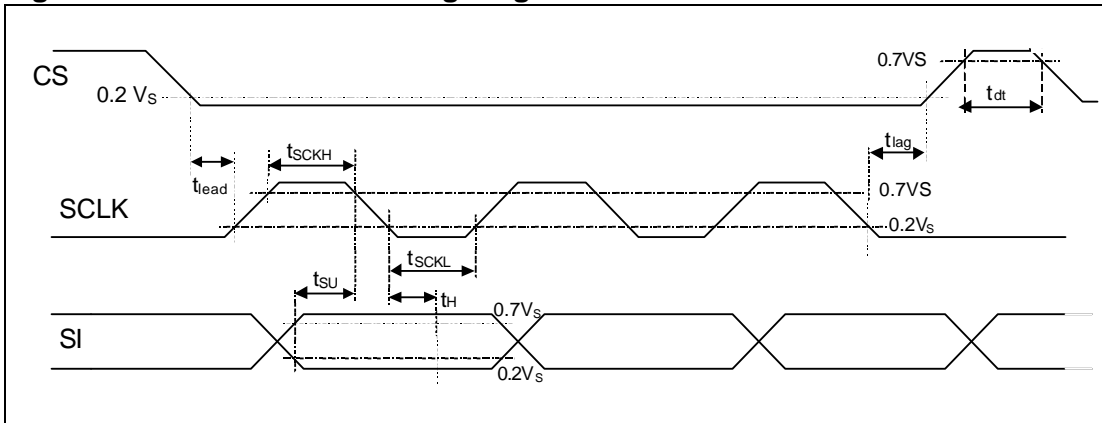 0.7VS
CS
0.2 VS
tdt
tlag
tSCKH
tlead
0.7VS
SCLK
0.2VS
tSCKL
tSU
tH
0.7VS
SI
0.2VS